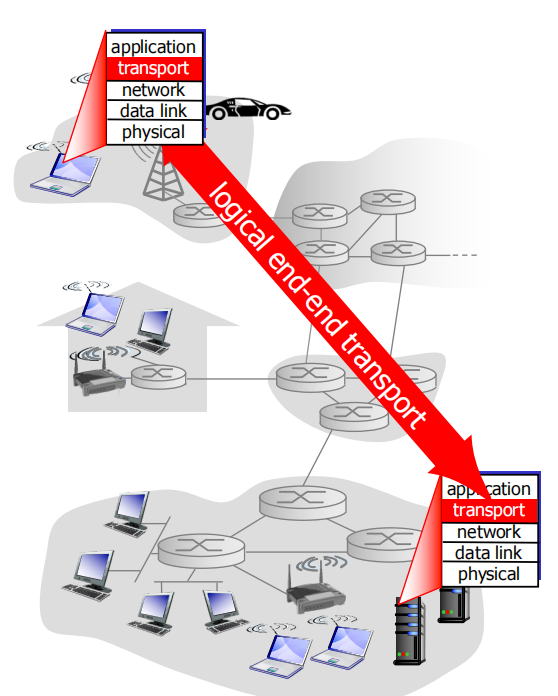 application
transport
network
data link
physical
logical end-end transport
application
transport
network
data link
physical